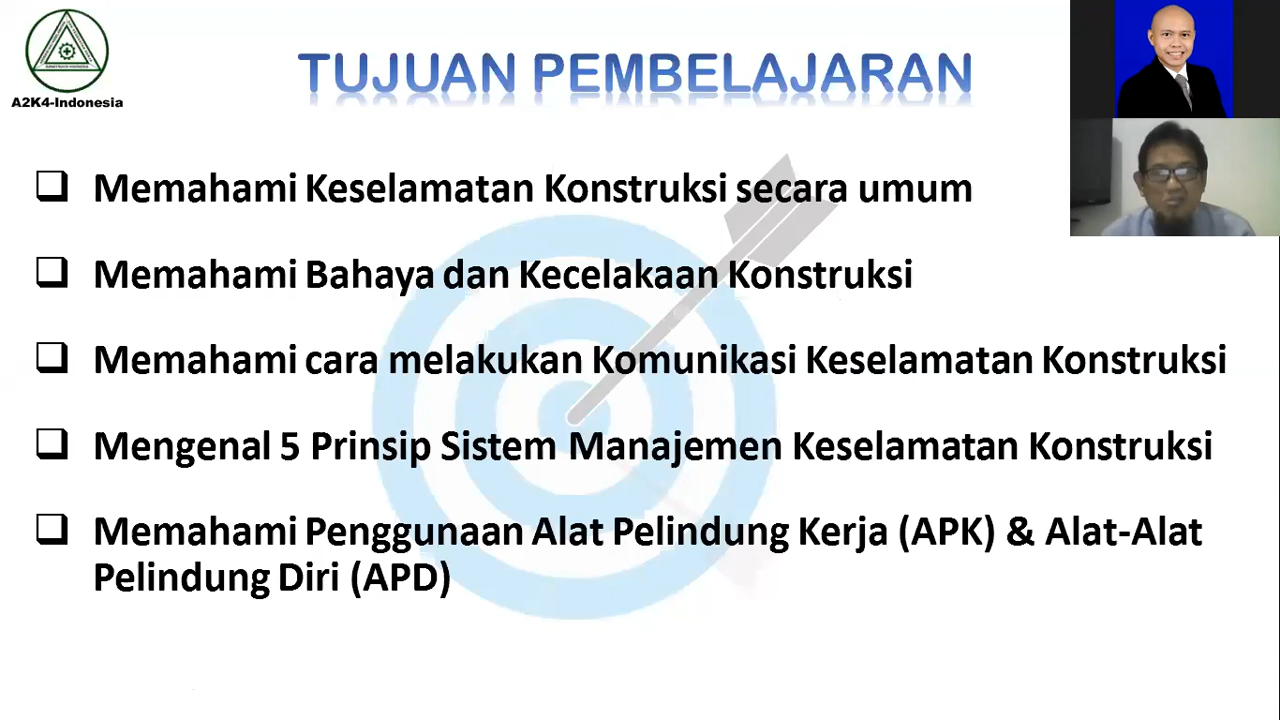 A2K4-Indonesia
TUJUAN PEMBELAJARAN
Memahami Keselamatan Konstruksi secara umum
Memahami Bahaya dan Kecelakaan Konstruksi
Memahami cara melakukan Komunikasi Keselamatan Konstruksi
Mengenal 5 Prinsip Sistem Manajemen Keselamatan Konstruksi
Memahami Penggunaan Alat Pelindung Kerja (APK) & Alat-Alat
Pelindung Diri (APD)